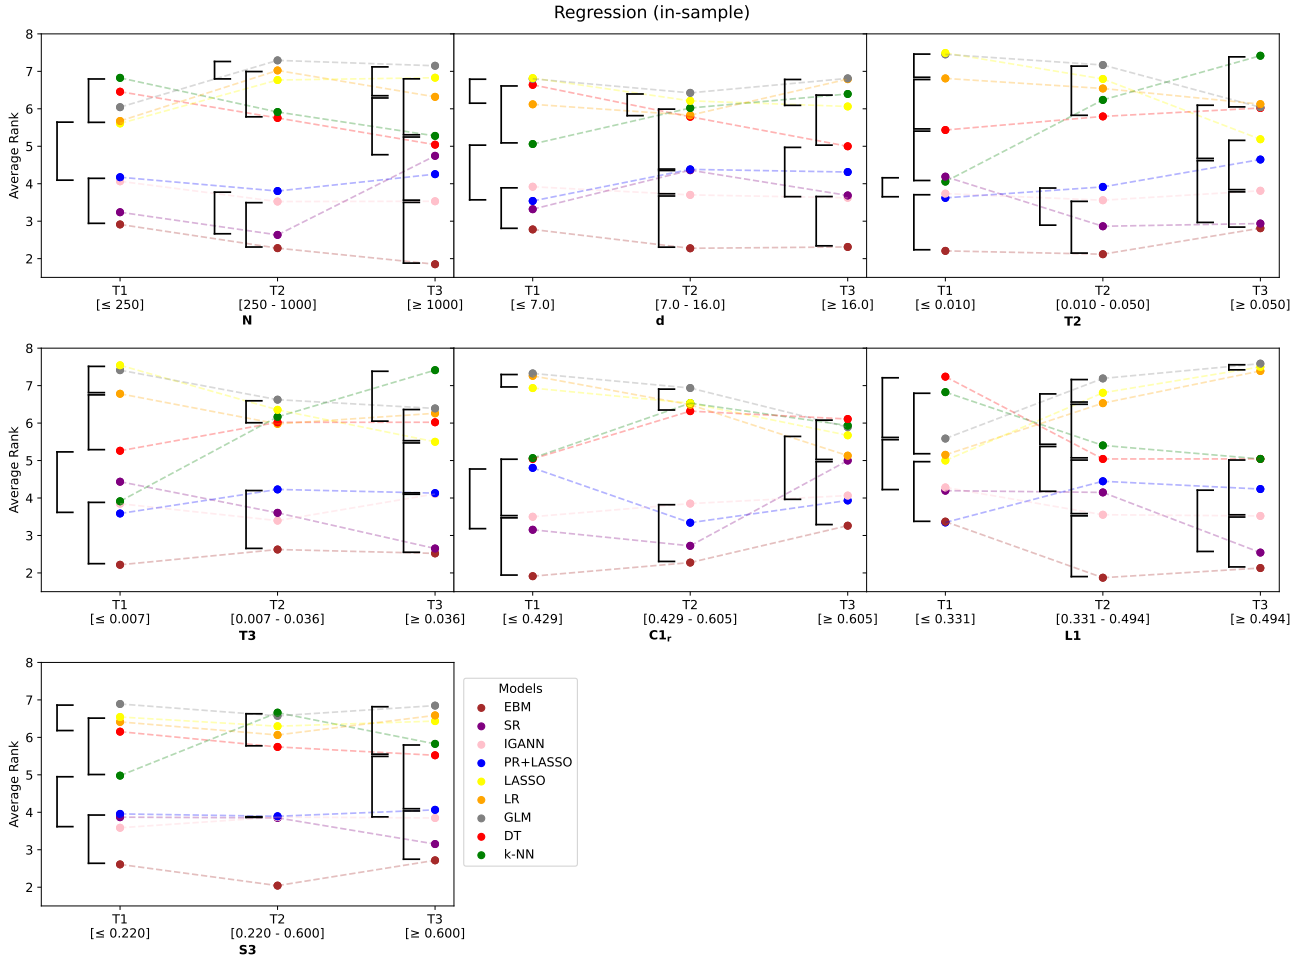 Regression (in-sample)
8
7
6
5
4
3
2
Average Rank
T1 T2 T3 T1 T2 T3 T1 T2 T3
[≤ 250] [250 - 1000] [≥ 1000] [≤ 7.0] [7.0 - 16.0] [≥ 16.0] [≤ 0.010] [0.010 - 0.050] [≥ 0.050]
N d T2
8
7
6
5
4
3
2
Average Rank
T1 T2 T3 T1 T2 T3 T1 T2 T3
[≤ 0.007] [0.007 - 0.036] [≥ 0.036] [≤ 0.429] [0.429 - 0.605] [≥ 0.605] [≤ 0.331] [0.331 - 0.494] [≥ 0.494]
T3 C1r L1
8
7
6
5
4
3
2
Average Rank
T1 T2 T3
[≤ 0.220] [0.220 - 0.600] [≥ 0.600]
S3
Models
EBM
SR
IGANN
PR+LASSO
LASSO
LR
GLM
DT
k-NN